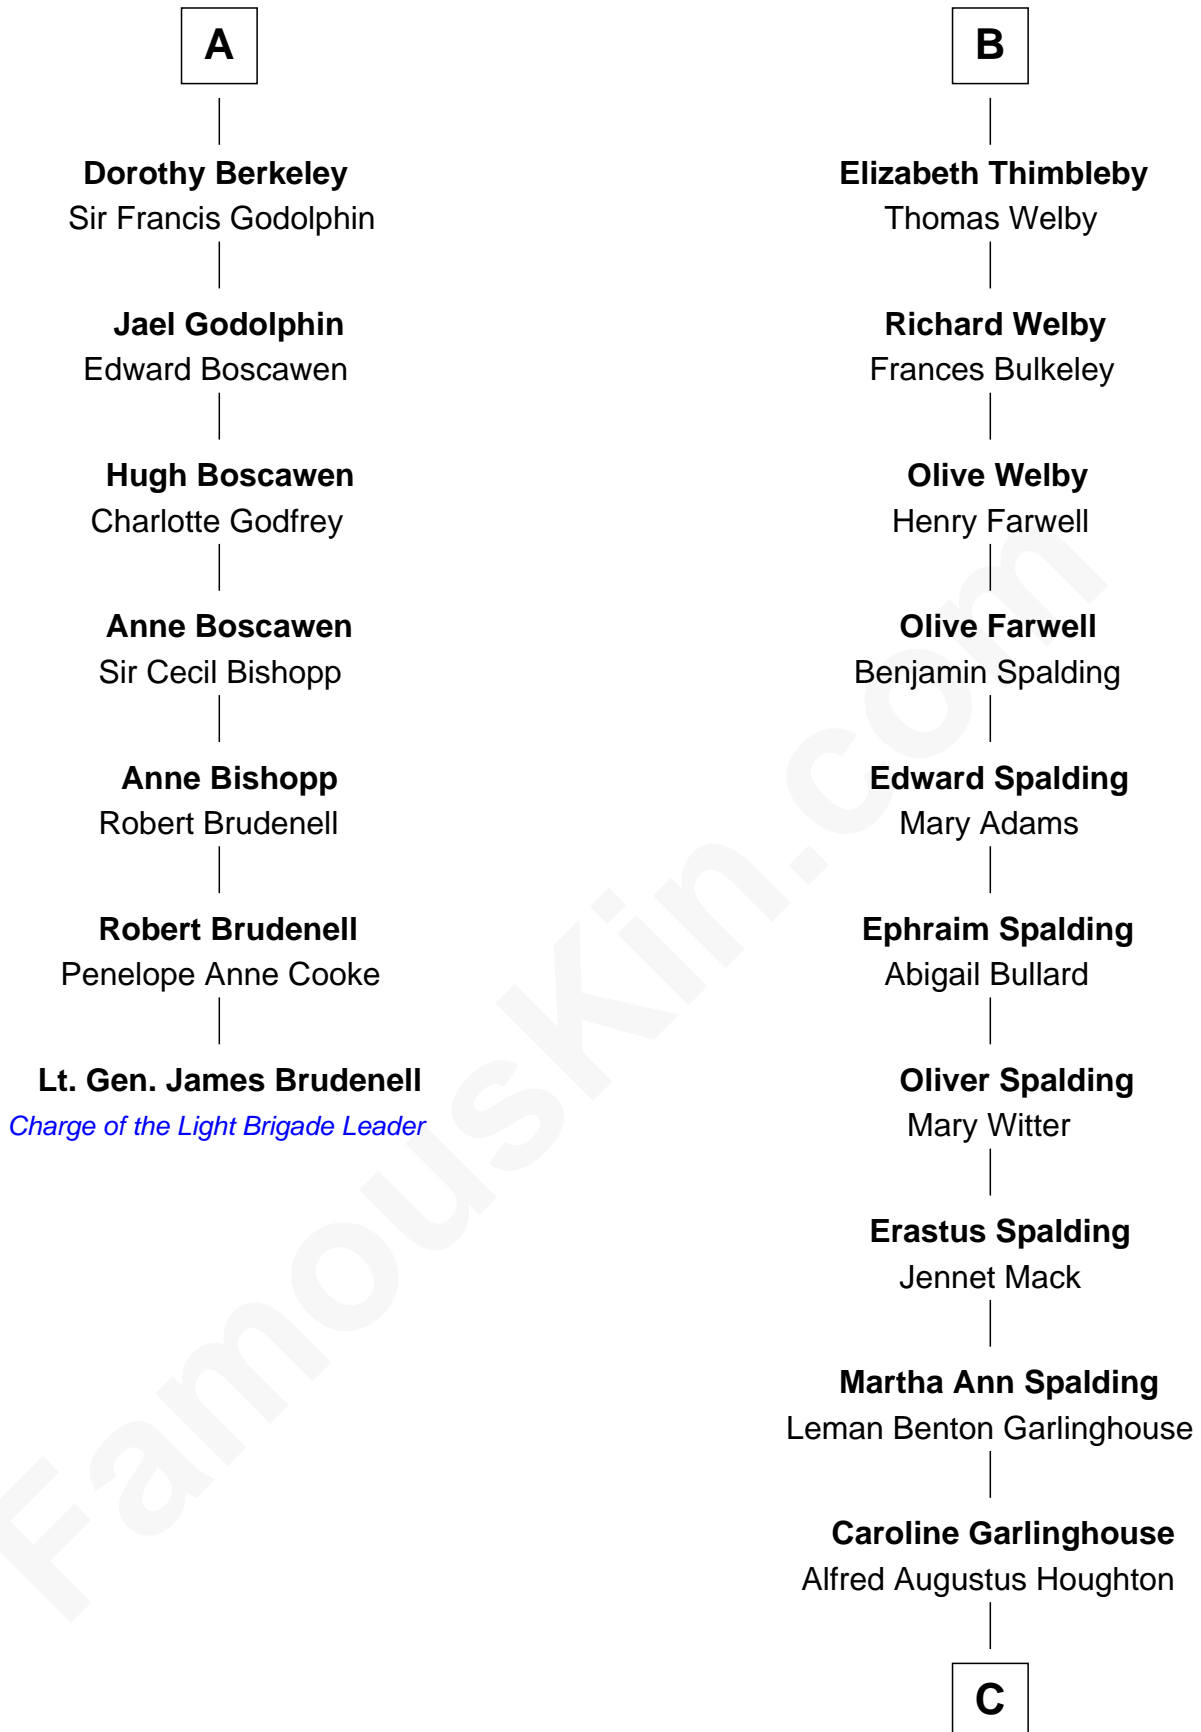 A
Dorothy Berkeley
Sir Francis Godolphin
Jael Godolphin
Edward Boscawen
Hugh Boscawen
Charlotte Godfrey
Anne Boscawen
Sir Cecil Bishopp
Anne Bishopp
Robert Brudenell
Robert Brudenell
Penelope Anne Cooke
Lt. Gen. James Brudenell
Charge of the Light Brigade Leader
B
Elizabeth Thimbleby
Thomas Welby
Richard Welby
Frances Bulkeley
Olive Welby
Henry Farwell
Olive Farwell
Benjamin Spalding
Edward Spalding
Mary Adams
Ephraim Spalding
Abigail Bullard
Oliver Spalding
Mary Witter
Erastus Spalding
Jennet Mack
Martha Ann Spalding
Leman Benton Garlinghouse
Caroline Garlinghouse
Alfred Augustus Houghton
C
FamousKin.com